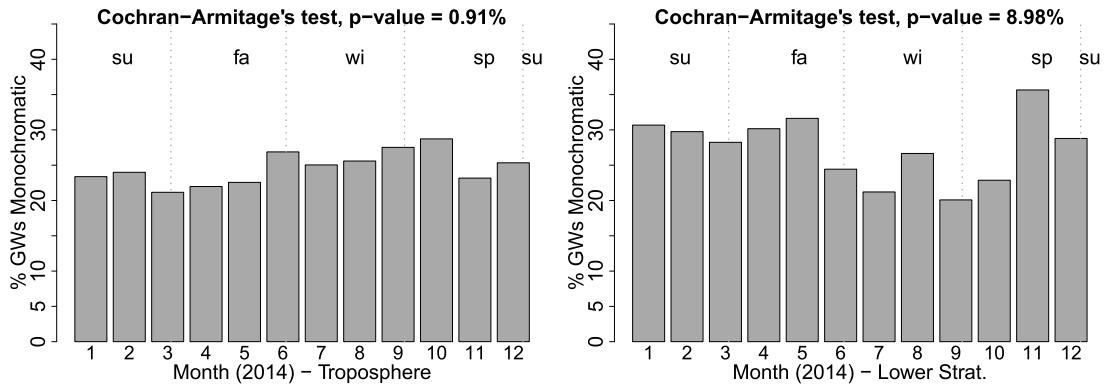 Cochran−Armitage's test, p−value = 0.91%
su fa wi sp su
% GWs Monochromatic
40
30
20
10
5
0
1 2 3 4 5 6 7 8 9 10 11 12
Month (2014) − Troposphere
Cochran−Armitage's test, p−value = 8.98%
su fa wi sp su
% GWs Monochromatic
40
30
20
10
5
0
1 2 3 4 5 6 7 8 9 10 11 12
Month (2014) − Lower Strat.